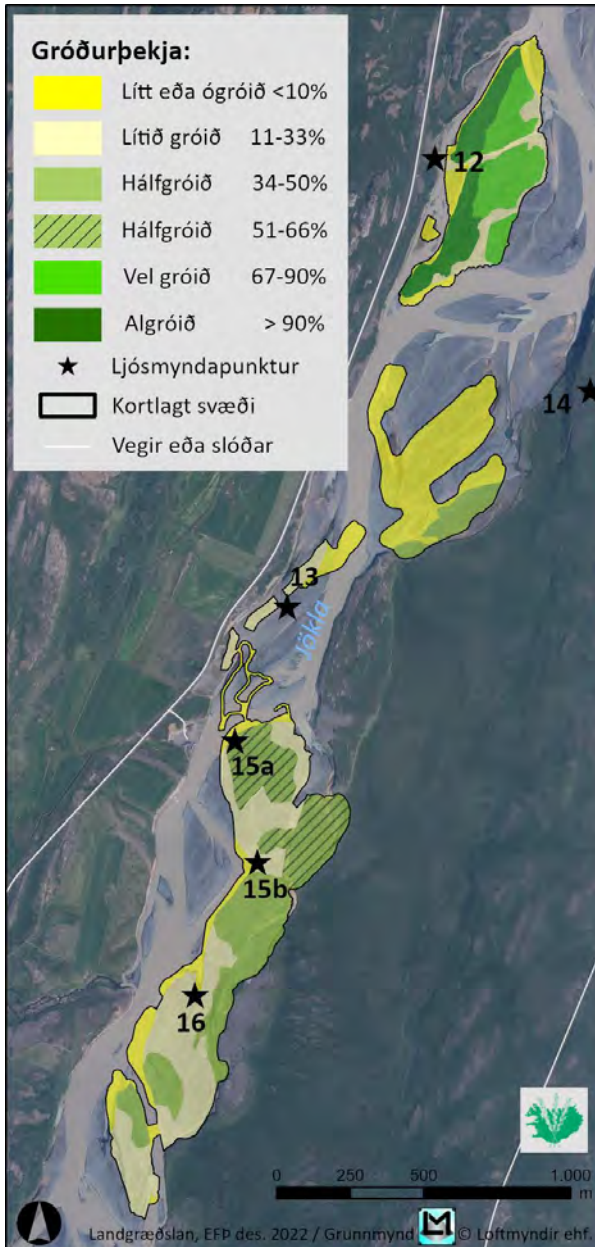 Gróðurþekja:
Lítt eða ógróið <10%
Lítið gróið 11-33%
Hálfgróið 34-50%
Hálfgróið 51-66%
Vel gróið 67-90%
Algróið > 90%
Ljósmyndapunktur
Kortlagt svæði
Vegir eða slóðar
12
14
13
Jökla
15a
15b
16
0 250 500 1.000
m
Landgræðslan, EFÞ des. 2022 / Grunnmynd © Loftmyndir ehf.